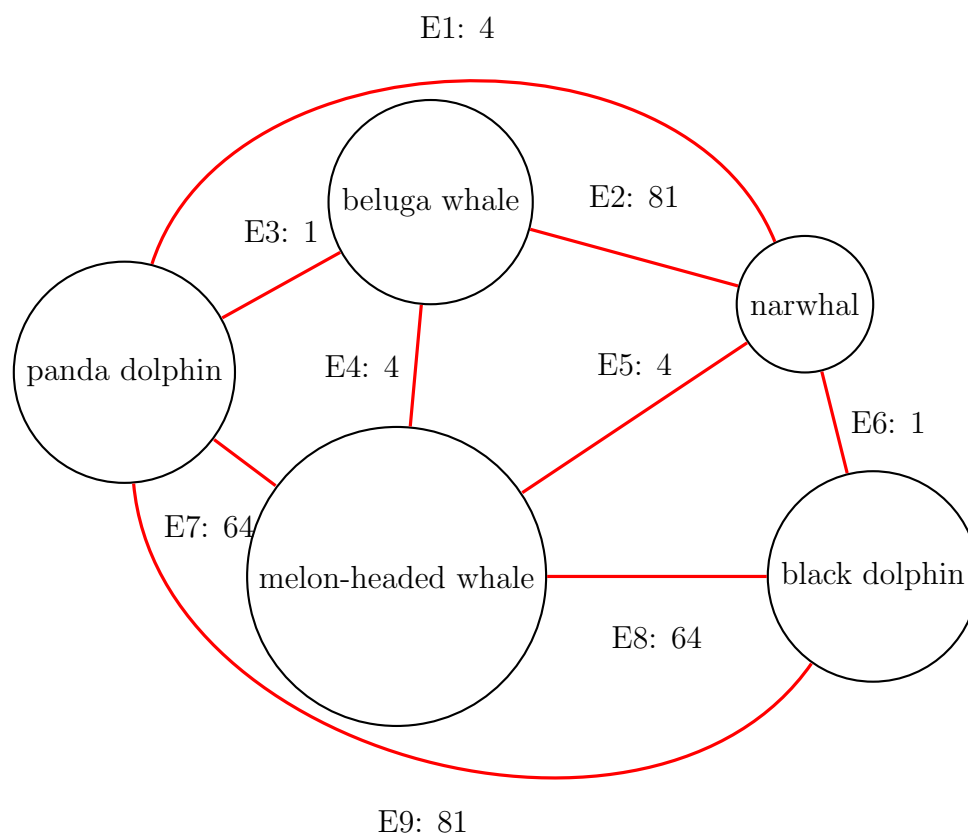 E1: 4
beluga whale
E2: 81
E3: 1
narwhal
panda dolphin
E4: 4
E5: 4
E6: 1
E7: 64
melon-headed whale
black dolphin
E8: 64
E9: 81